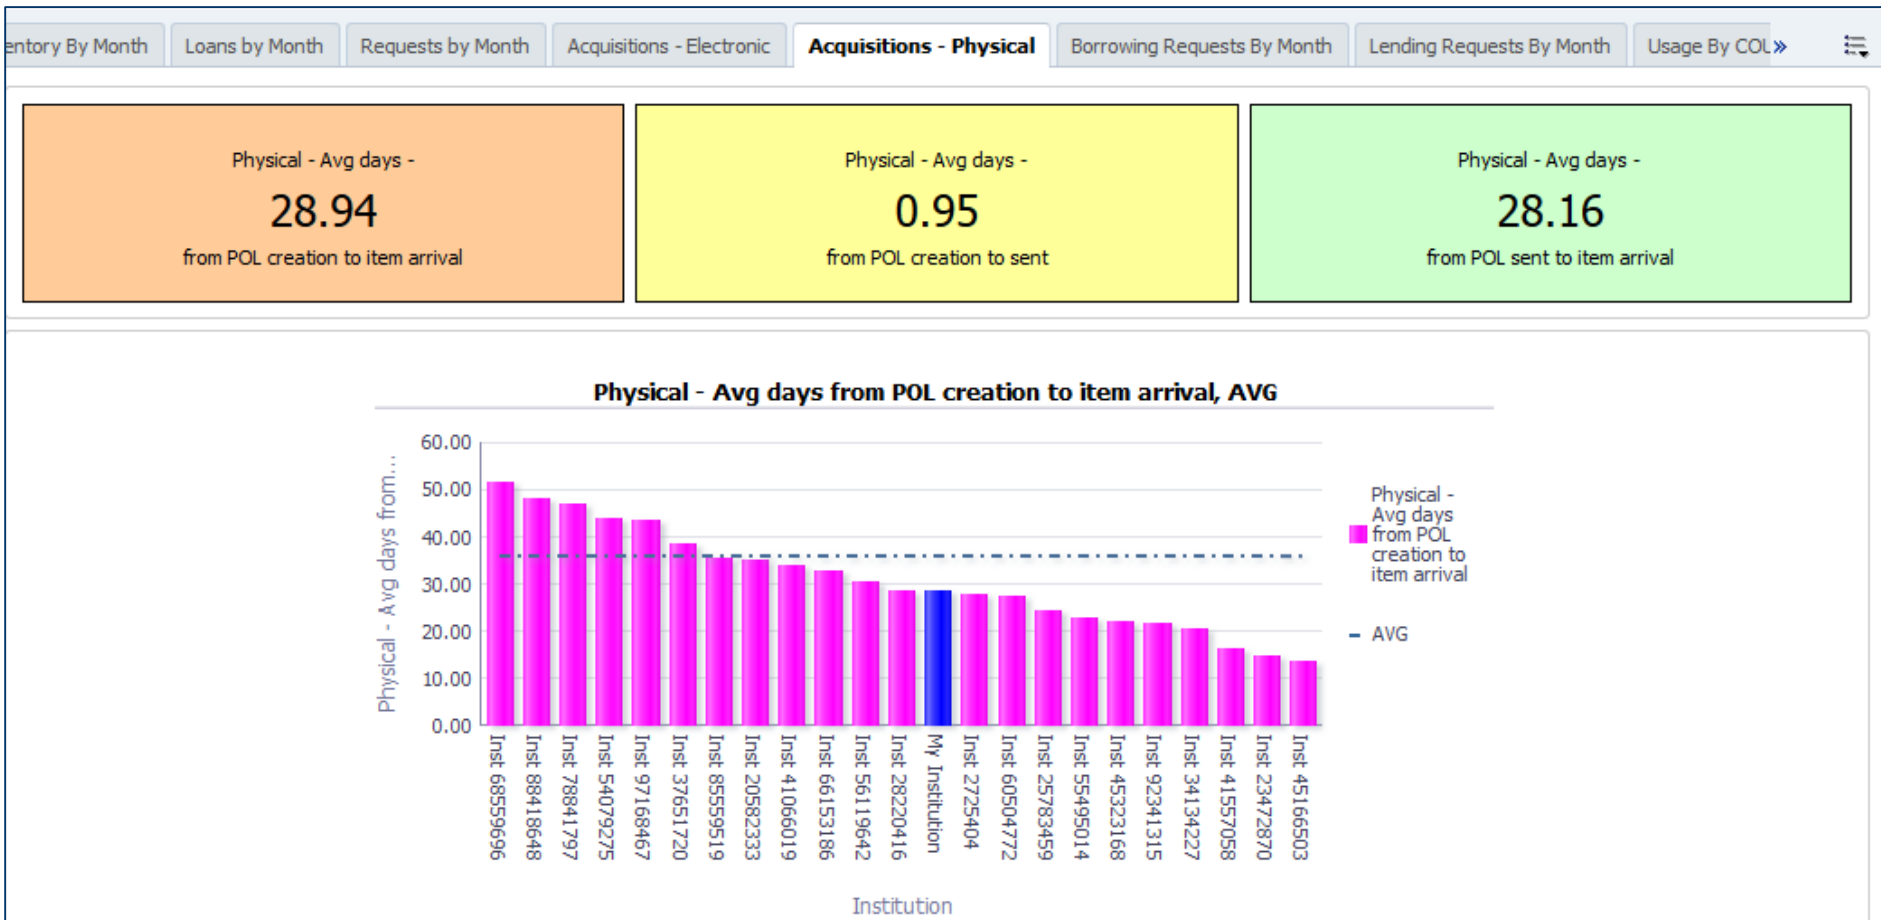 entory By Month
Loans by Month
Requests by Month
Acquisitions - Electronic
Acquisitions - Physical
Borrowing Requests By Month
Lending Requests By Month
Usage By COU»
Physical - Avg days -
28.94
from POL creation to item arrival
Physical - Avg days -
0.95
from POL creation to sent
Physical - Avg days -
28.16
from POL sent to item arrival
Physical - Avg days from POL creation to item arrival, AVG
Physical - Avg days from...
60.00
50.00
40.00
30.00
20.00
10.00
0.00
Inst 68559696
Inst 88418648
Inst 78841797
Inst 54079275
Inst 97168467
Inst 37651720
Inst 85559519
Inst 20582333
Inst 41066019
Inst 66153186
Inst 56119642
Inst 28220416
My Institution
Inst 2725404
Inst 60504772
Inst 25783459
Inst 55495014
Inst 45323168
Inst 92341315
Inst 34134227
Inst 41557058
Inst 23472870
Inst 45166503
Institution
Physical -
Avg days
from POL
creation to
item arrival
AVG